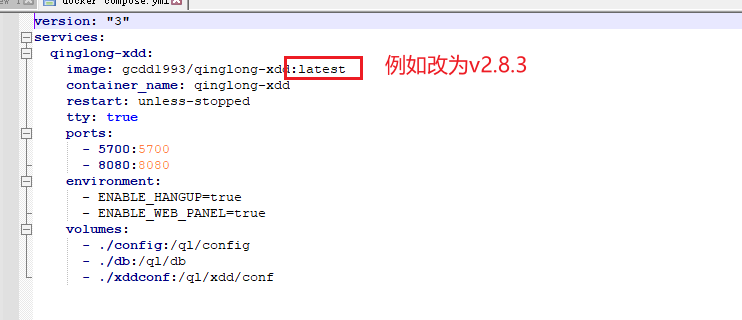 docker compose.yml
version: "3"
services:
qinglong-xdd:
image: gcdd1993/qinglong-xdd:latest 例如改为v2.8.3
container_name: qinglong-xdd
restart: unless-stopped
tty: true
ports:
- 5700:5700
- 8080:8080
environment:
- ENABLE_HANGUP=true
- ENABLE_WEB_PANEL=true
volumes:
- ./config:/ql/config
- ./db:/ql/db
- ./xddconf:/ql/xdd/conf